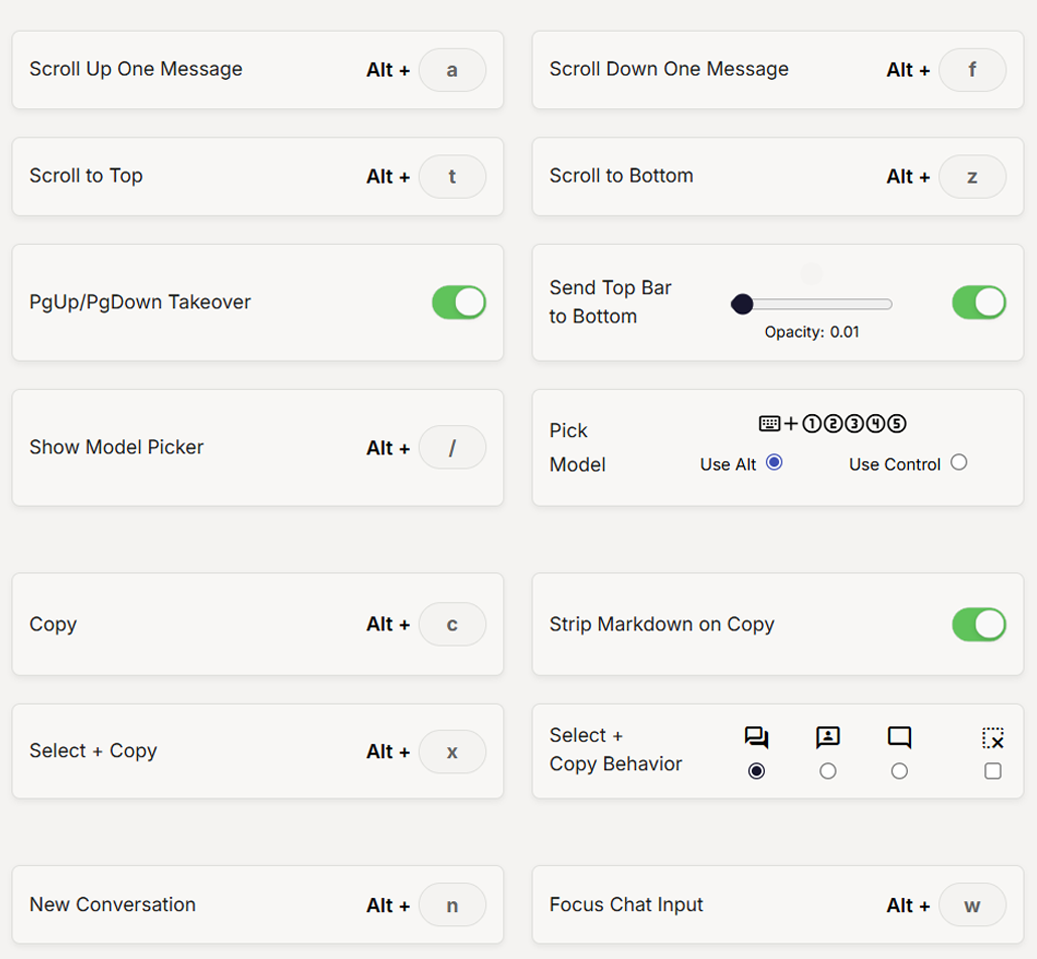 Scroll Up One Message Alt + a
Scroll Down One Message Alt + f
Scroll to Top Alt + t
Scroll to Bottom Alt + z
PgUp/PgDown Takeover
Send Top Bar
to Bottom
Opacity: 0.01
Show Model Picker Alt + /
Pick
Model
+①②③④⑤
Use Alt
Use Control
Copy Alt + c
Strip Markdown on Copy
Select + Copy Alt + x
Select +
Copy Behavior
New Conversation Alt + n
Focus Chat Input Alt + w